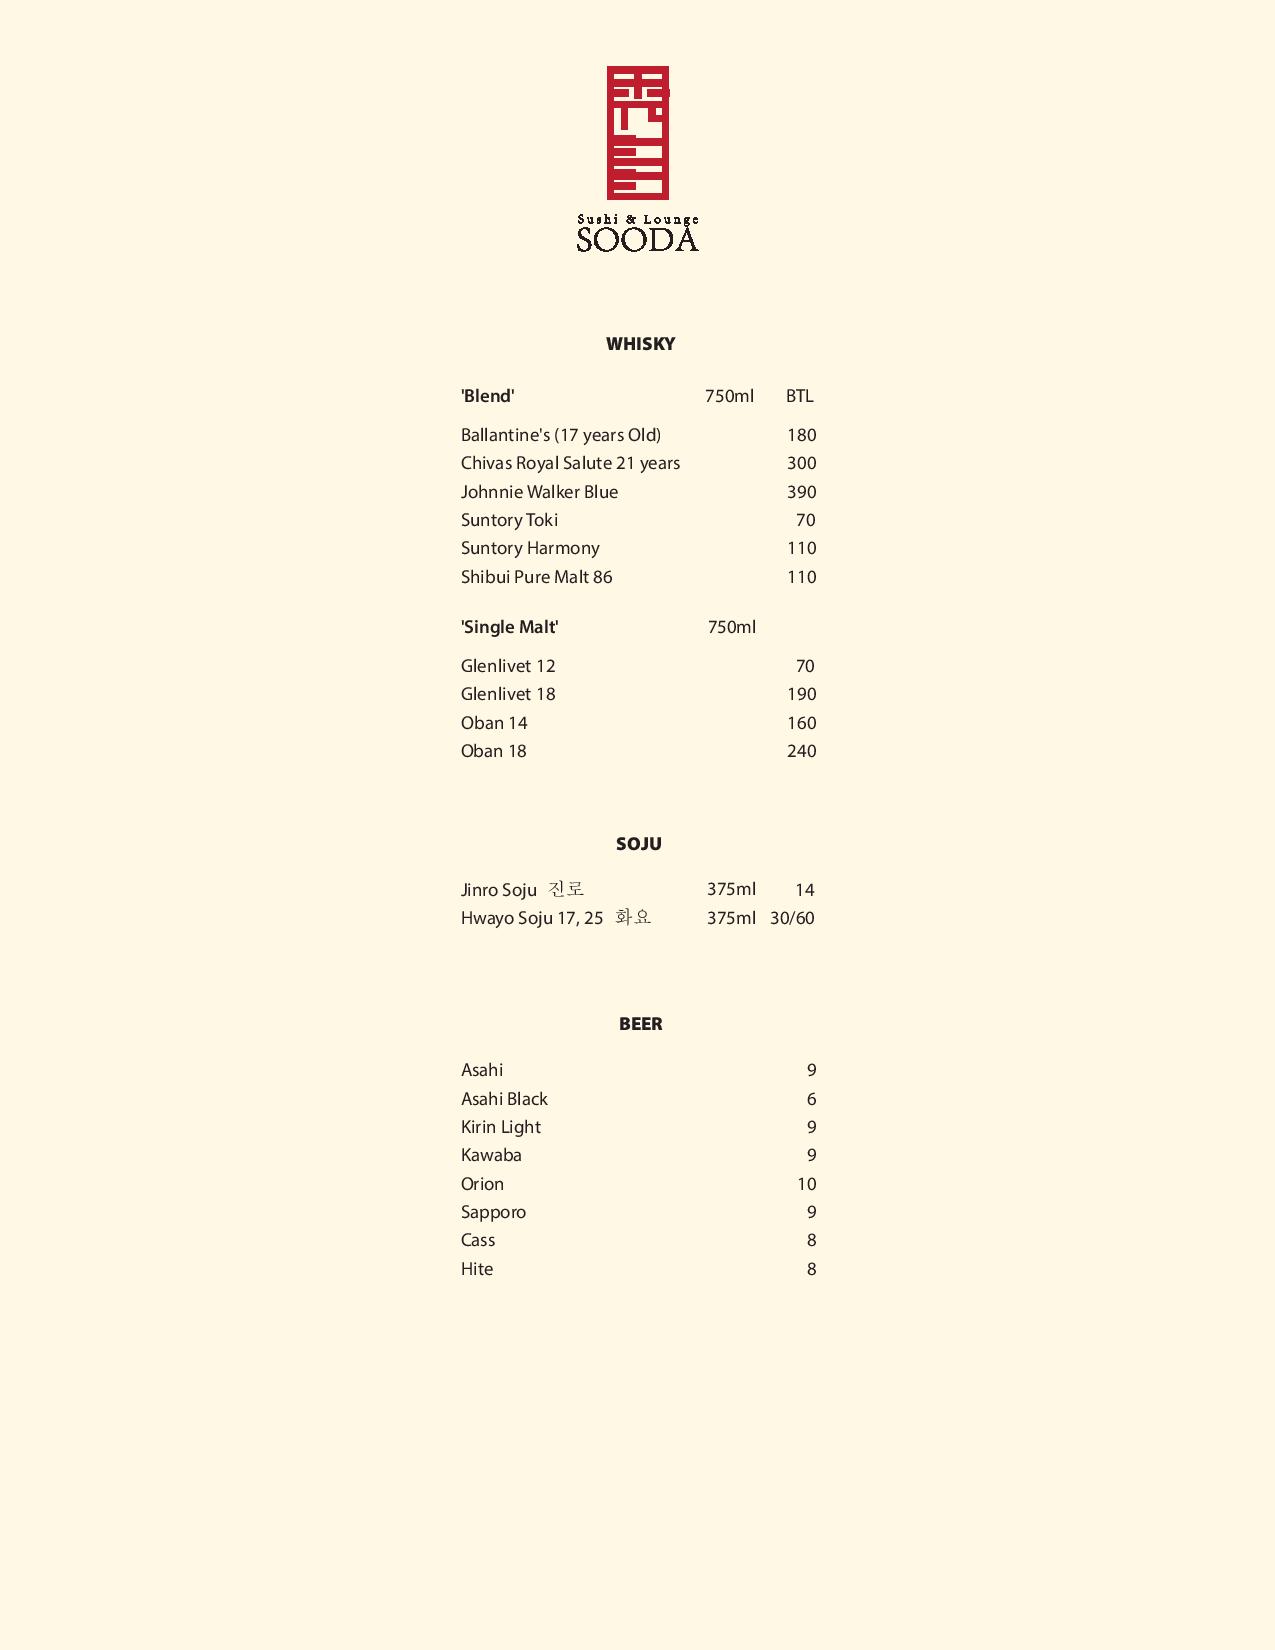 Sushi & Lounge
SOODA
WHISKY
'Blend' 750ml BTL
Ballantine's (17 years Old) 180
Chivas Royal Salute 21 years 300
Johnnie Walker Blue 390
Suntory Toki 70
Suntory Harmony 110
Shibui Pure Malt 86 110
'Single Malt' 750ml
Glenlivet 12 70
Glenlivet 18 190
Oban 14 160
Oban 18 240
SOJU
Jinro Soju 진로 375ml 14
Hwayo Soju 17, 25 화요 375ml 30/60
BEER
Asahi 9
Asahi Black 6
Kirin Light 9
Kawaba 9
Orion 10
Sapporo 9
Cass 8
Hite 8